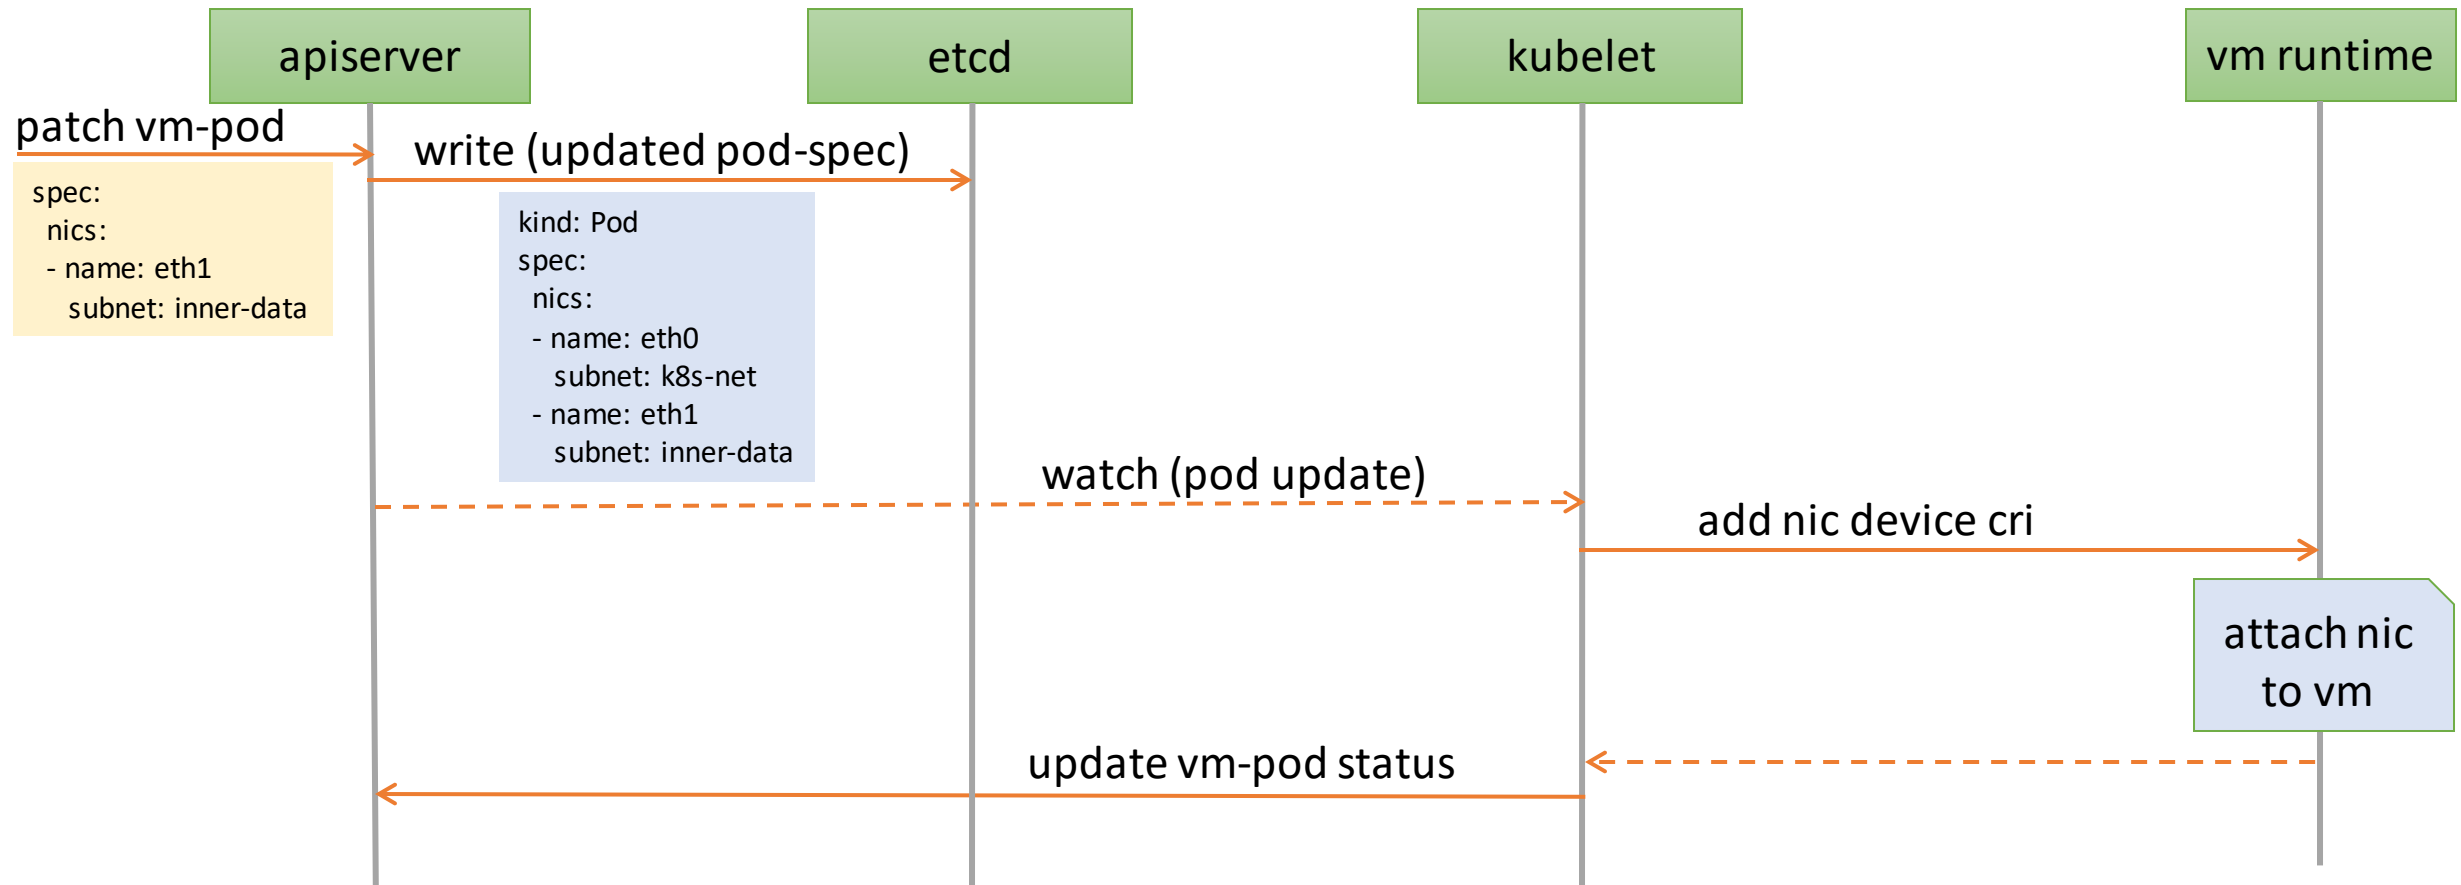 apiserver
etcd
kubelet
vm runtime
patch vm-pod
write (updated pod-spec)
spec:
nics:
- name: eth1
subnet: inner-data
kind: Pod
spec:
nics:
- name: eth0
subnet: k8s-net
- name: eth1
subnet: inner-data
watch (pod update)
add nic device cri
attach nic
to vm
update vm-pod status